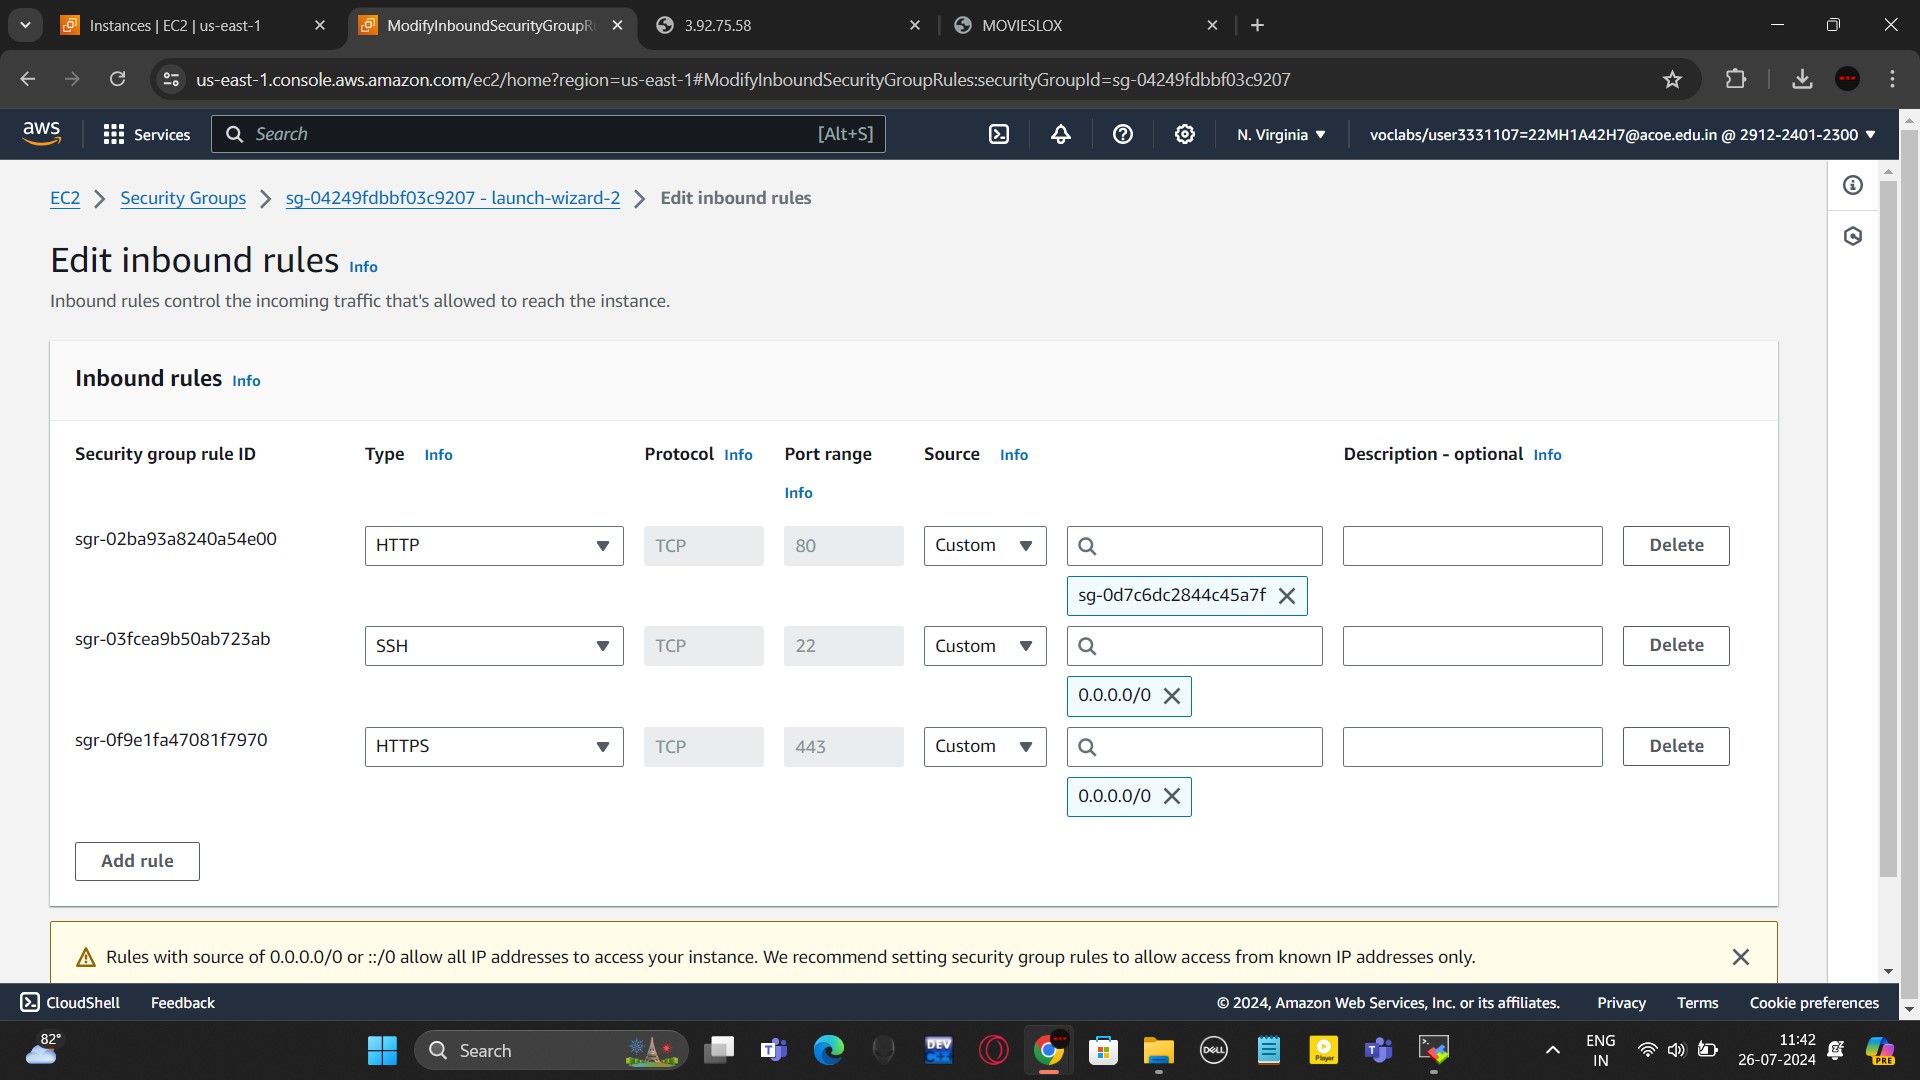 Instances | EC2 | us-east-1
ModifyInboundSecurityGroupR
3.92.75.58
MOVIESLOX
us-east-1.console.aws.amazon.com/ec2/home?region=us-east-1#ModifyInboundSecurityGroupRules:securityGroupId=sg-04249fdbbf03c9207
aws
Services
Search
[Alt+S]
N. Virginia
voclabs/user3331107=22MH1A42H7@acoe.edu.in @ 2912-2401-2300
EC2
Security Groups
sg-04249fdbbf03c9207 - launch-wizard-2
Edit inbound rules
Edit inbound rules Info
Inbound rules control the incoming traffic that's allowed to reach the instance.
Inbound rules Info
Security group rule ID
Type Info
Protocol Info
Port range
Info
Source Info
Description - optional Info
sgr-02ba93a8240a54e00
HTTP
TCP
80
Custom
Delete
sg-0d7c6dc2844c45a7f
sgr-03fcea9b50ab723ab
SSH
TCP
22
Custom
Delete
0.0.0.0/0
sgr-0f9e1fa47081f7970
HTTPS
TCP
443
Custom
Delete
0.0.0.0/0
Add rule
Rules with source of 0.0.0.0/0 or ::/0 allow all IP addresses to access your instance. We recommend setting security group rules to allow access from known IP addresses only.
CloudShell
Feedback
© 2024, Amazon Web Services, Inc. or its affiliates.
Privacy
Terms
Cookie preferences
82°
Search
DEV
C++
DELL
Player
ENG
IN
11:42
26-07-2024
PRE